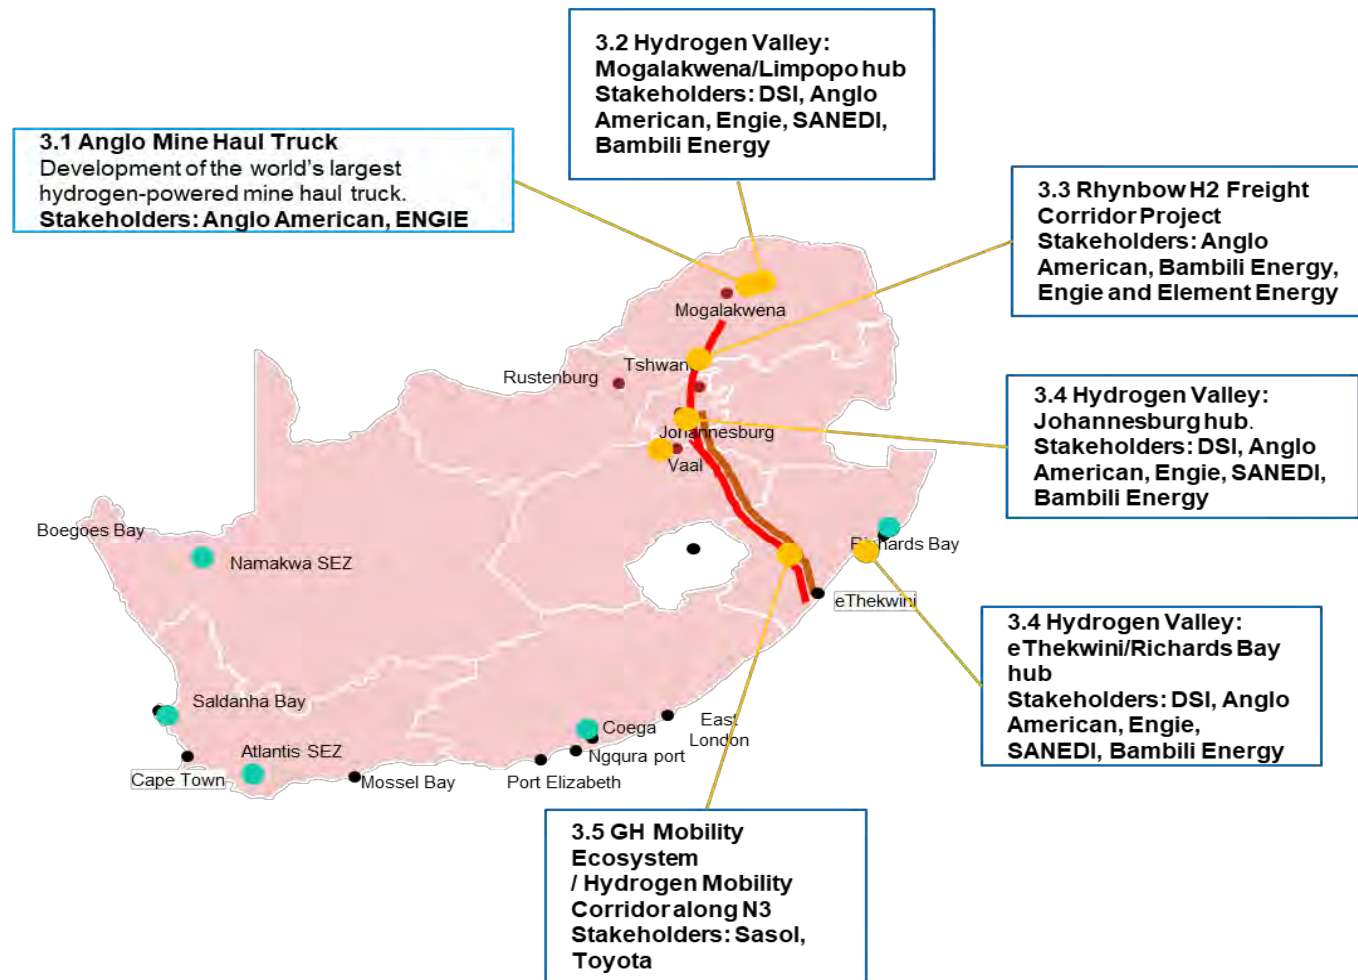 3.2 Hydrogen Valley:
Mogalakwena/Limpopo hub
Stakeholders: DSI, Anglo
American, Engie, SANEDI,
Bambili Energy
3.1 Anglo Mine Haul Truck
Development of the world's largest
hydrogen-powered mine haul truck.
Stakeholders: Anglo American, ENGIE
3.3 Rhynbow H2 Freight
Corridor Project
Stakeholders: Anglo
American, Bambili Energy,
Engie and Element Energy
Mogalakwena
Tshwan
Rustenburg
Johannesburg
Vaal
3.4 Hydrogen Valley:
Johannesburg hub.
Stakeholders: DSI, Anglo
American, Engie, SANEDI,
Bambili Energy
Boegoes Bay
Namakwa SEZ
Richards Bay
eThekwini
3.4 Hydrogen Valley:
eThekwini/Richards Bay
hub
Stakeholders: DSI, Anglo
American, Engie,
SANEDI, Bambili Energy
Saldanha Bay
Atlantis SEZ
Cape Town
Mossel Bay
Port Elizabeth
Ngqura port
Coega
East
London
3.5 GH Mobility
Ecosystem
/ Hydrogen Mobility
Corridor along N3
Stakeholders: Sasol,
Toyota